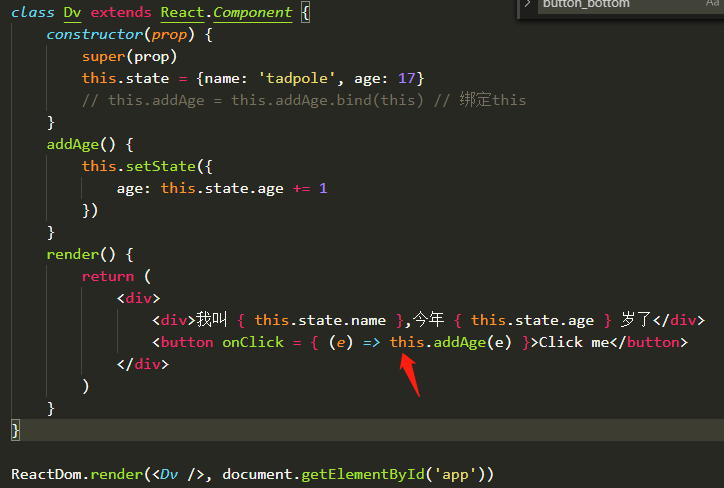 button_bottom
Aa
class Dv extends React.Component {
constructor(prop) {
super(prop)
this.state = {name: 'tadpole', age: 17}
// this.addAge = this.addAge.bind(this) // 绑定this
}
addAge() {
this.setState({
age: this.state.age += 1
})
}
render() {
return (
<div>
<div>我叫 { this.state.name },今年 { this.state.age } 岁了</div>
<button onClick = { (e) => this.addAge(e) }>Click me</button>
</div>
)
}
}
ReactDom.render(<Dv />, document.getElementById('app'))